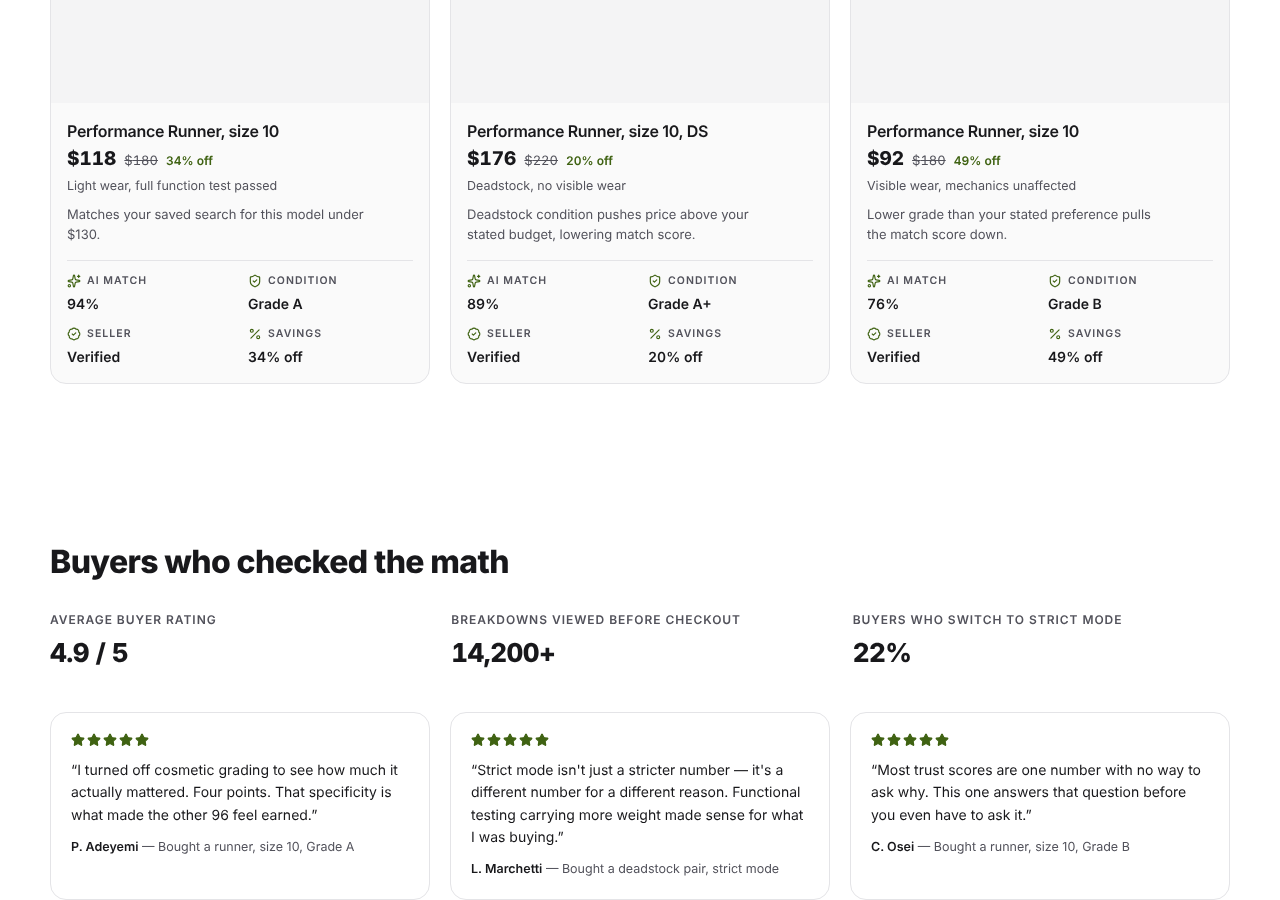 Performance Runner, size 10
$118 $180 34% off
Light wear, full function test passed
Matches your saved search for this model under
$130.
AI MATCH
94%
CONDITION
Grade A
SELLER
Verified
SAVINGS
34% off
Performance Runner, size 10, DS
$176 $220 20% off
Deadstock, no visible wear
Deadstock condition pushes price above your
stated budget, lowering match score.
AI MATCH
89%
CONDITION
Grade A+
SELLER
Verified
SAVINGS
20% off
Performance Runner, size 10
$92 $180 49% off
Visible wear, mechanics unaffected
Lower grade than your stated preference pulls
the match score down.
AI MATCH
76%
CONDITION
Grade B
SELLER
Verified
SAVINGS
49% off
Buyers who checked the math
AVERAGE BUYER RATING
4.9 / 5
BREAKDOWNS VIEWED BEFORE CHECKOUT
14,200+
BUYERS WHO SWITCH TO STRICT MODE
22%
“I turned off cosmetic grading to see how much it
actually mattered. Four points. That specificity is
what made the other 96 feel earned.”
P. Adeyemi — Bought a runner, size 10, Grade A
“Strict mode isn't just a stricter number — it's a
different number for a different reason. Functional
testing carrying more weight made sense for what
I was buying.”
L. Marchetti — Bought a deadstock pair, strict mode
“Most trust scores are one number with no way to
ask why. This one answers that question before
you even have to ask it.”
C. Osei — Bought a runner, size 10, Grade B